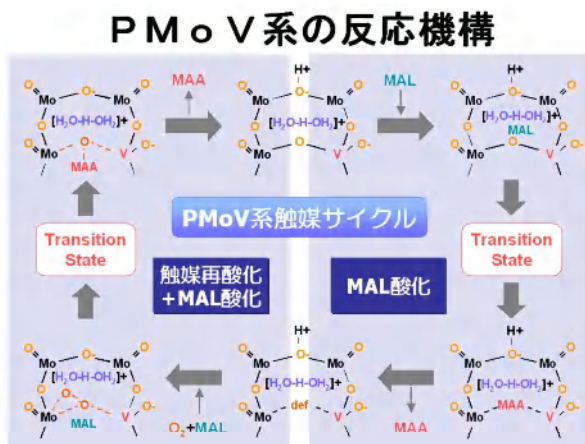 PMoV系の反応機構
H+
MAA
MAL
H+
O Mo O- Mo O
O Mo O Mo O
O Mo O Mo O
[H₂O-H-OH₂]+
[H₂O-H-OH₂]+
[H₂O-H-OH₂]+
MAL
O O O
O O
O O
Mo O V O-
Mo O V O-
Mo O V O-
MAA
PMoV系触媒サイクル
Transition
State
Transition
State
触媒再酸化
+MAL酸化
MAL酸化
H+
H+
O Mo O- Mo O
O Mo O Mo O
O Mo O Mo O
[H₂O-H-OH₂]+
[H₂O-H-OH₂]+
[H₂O-H-OH₂]+
O O O O
O O
O O
Mo V O-
Mo def V O-
Mo MAA V O-
MAL
O₂+MAL
MAA